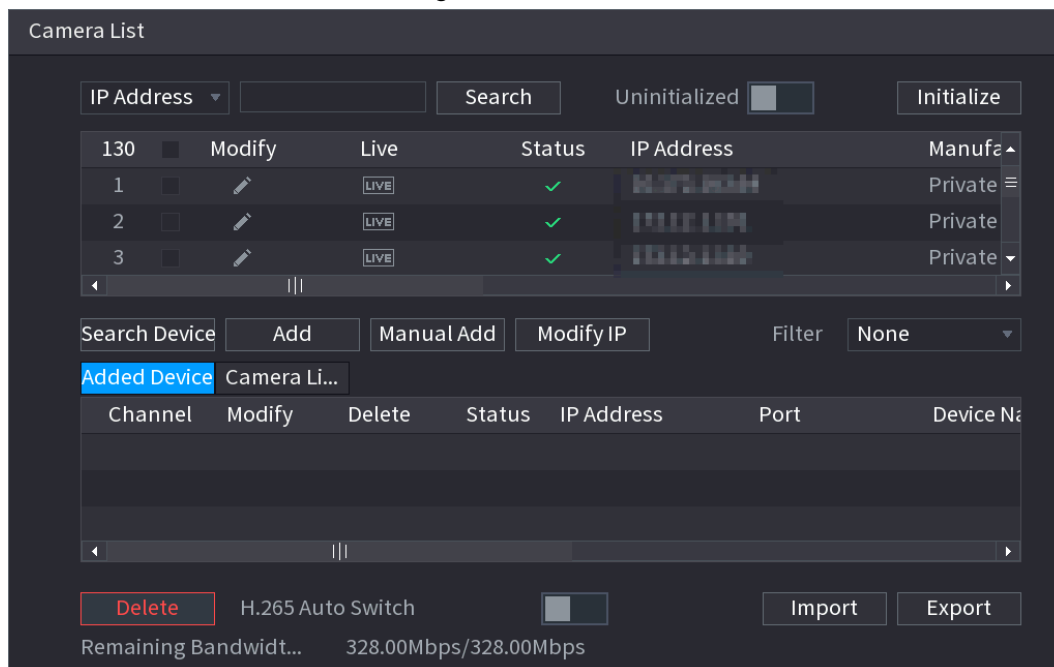 Camera List
IP Address Search Uninitialized Initialize
130 Modify Live Status IP Address Manufa
1 LIVE Private
2 LIVE Private
3 LIVE Private
Search Device Add Manual Add Modify IP Filter None
Added Device Camera Li...
Channel Modify Delete Status IP Address Port Device Na
Delete H.265 Auto Switch Import Export
Remaining Bandwidt... 328.00Mbps/328.00Mbps